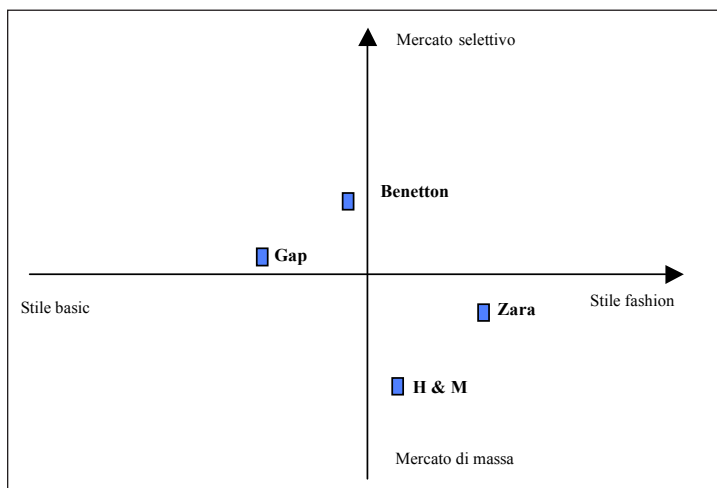 Mercato selettivo
Benetton
Gap
Stile basic
Stile fashion
Zara
H & M
Mercato di massa